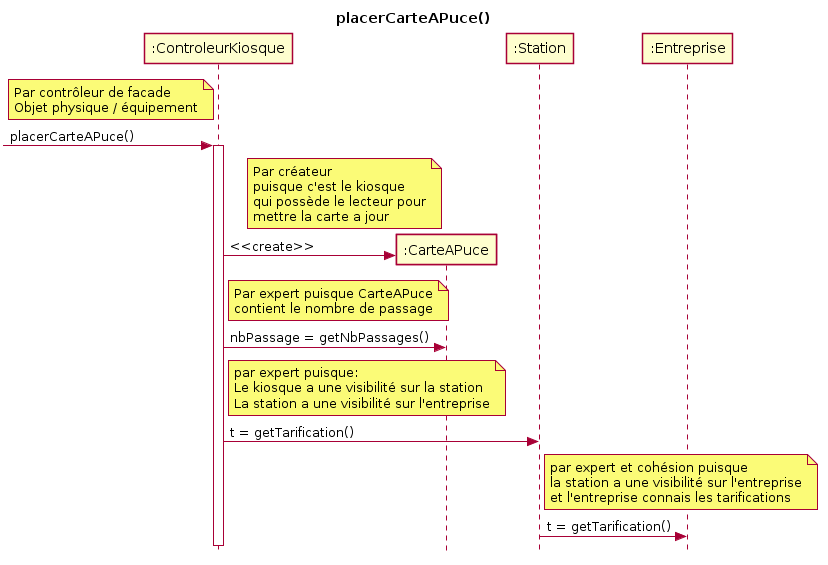 placerCarteAPuce()
:ControleurKiosque
:Station
:Entreprise
Par contrôleur de facade
Objet physique / équipement
placerCarteAPuce()
Par créateur
puisque c'est le kiosque
qui possède le lecteur pour
mettre la carte a jour
<<create>>
:CarteAPuce
Par expert puisque CarteAPuce
contient le nombre de passage
nbPassage = getNbPassages()
par expert puisque:
Le kiosque a une visibilité sur la station
La station a une visibilité sur l'entreprise
t = getTarification()
par expert et cohésion puisque
la station a une visibilité sur l'entreprise
et l'entreprise connais les tarifications
t = getTarification()